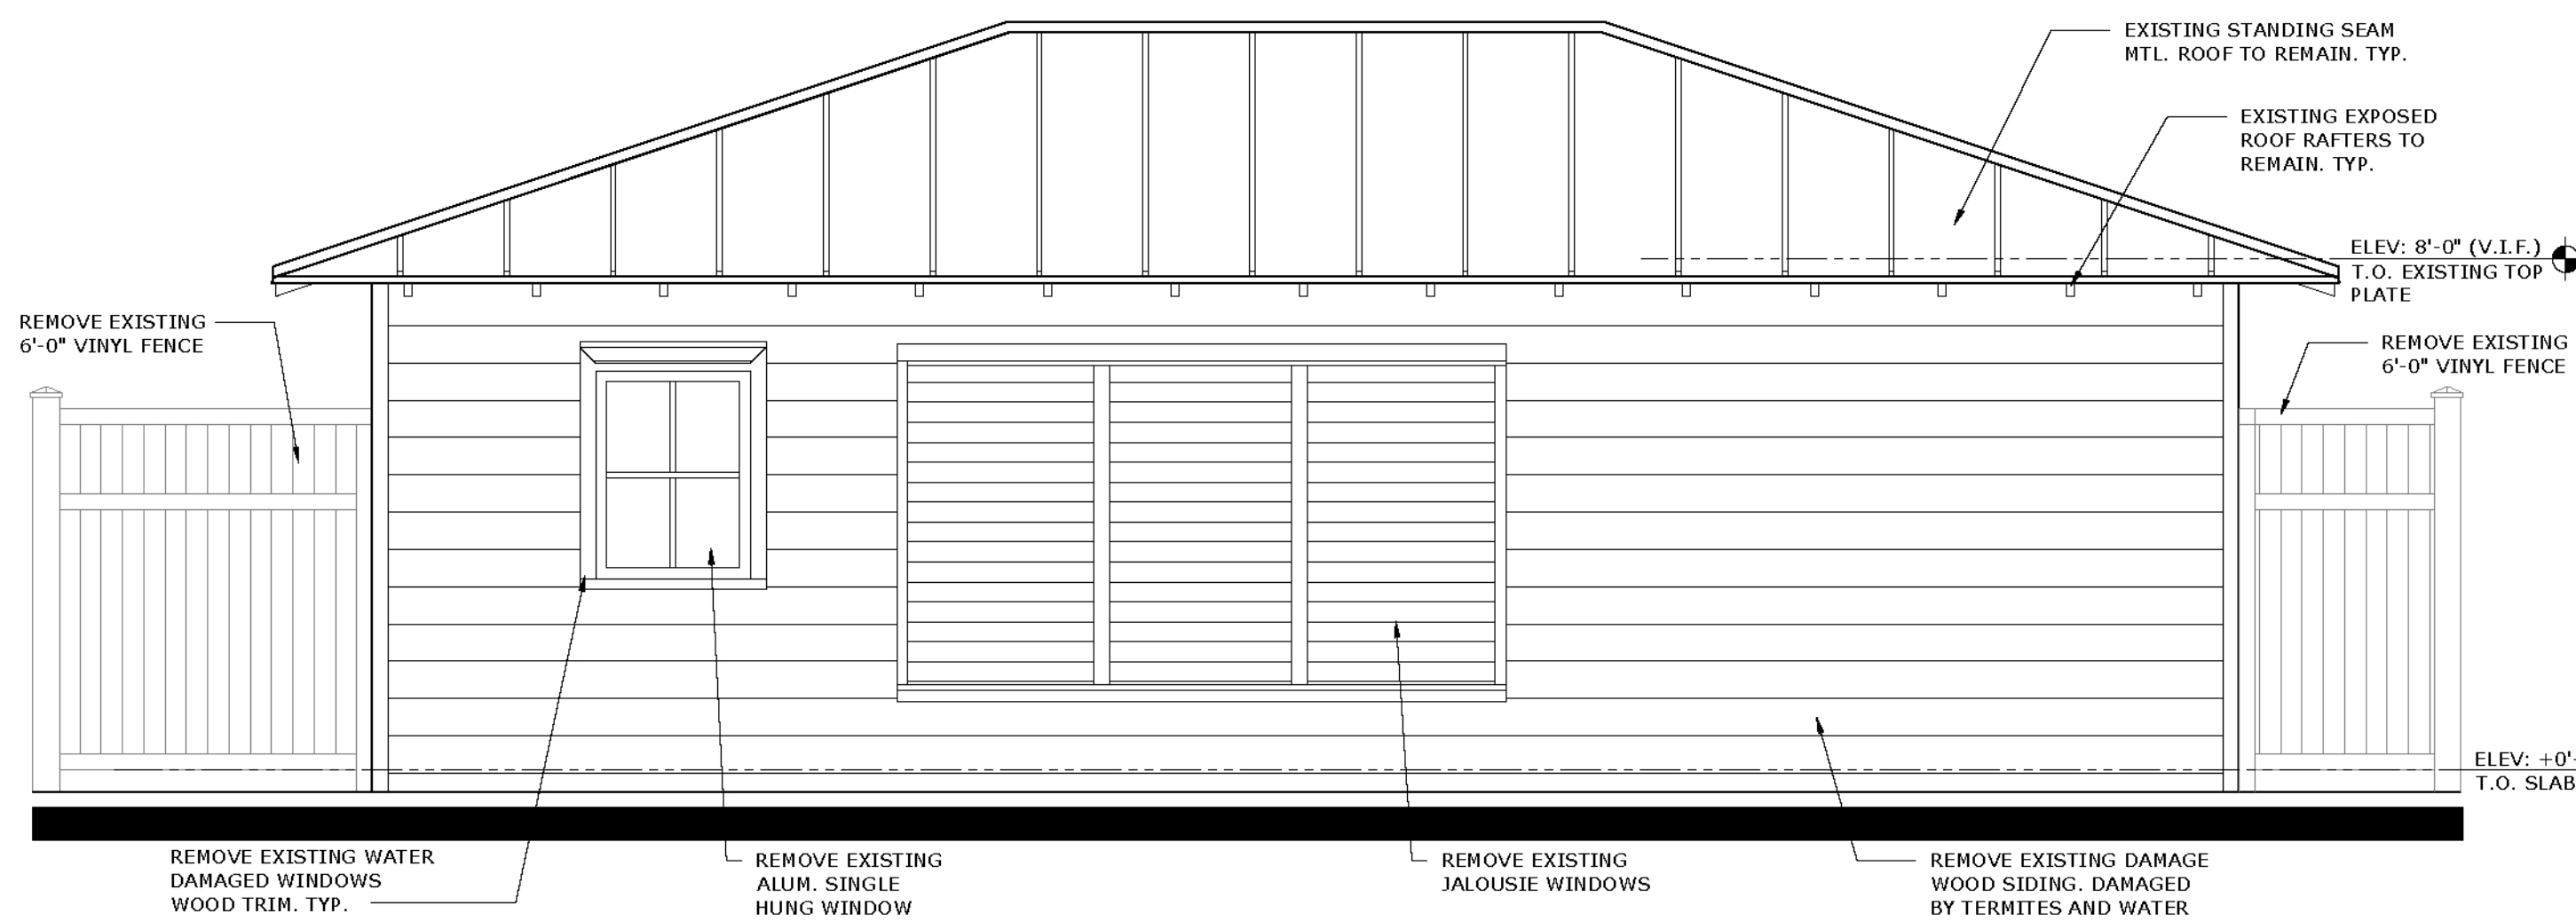 EXISTING STANDING SEAM
MTL. ROOF TO REMAIN. TYP.
EXISTING EXPOSED
ROOF RAFTERS TO
REMAIN. TYP.
ELEV: 8'-0" (V.I.F.)
T.O. EXISTING TOP
PLATE
REMOVE EXISTING
6'-0" VINYL FENCE
REMOVE EXISTING
6'-0" VINYL FENCE
ELEV: +0'-
T.O. SLAB
REMOVE EXISTING WATER
DAMAGED WINDOWS
WOOD TRIM. TYP.
REMOVE EXISTING
ALUM. SINGLE
HUNG WINDOW
REMOVE EXISTING
JALOUSIE WINDOWS
REMOVE EXISTING DAMAGE
WOOD SIDING. DAMAGED
BY TERMITES AND WATER